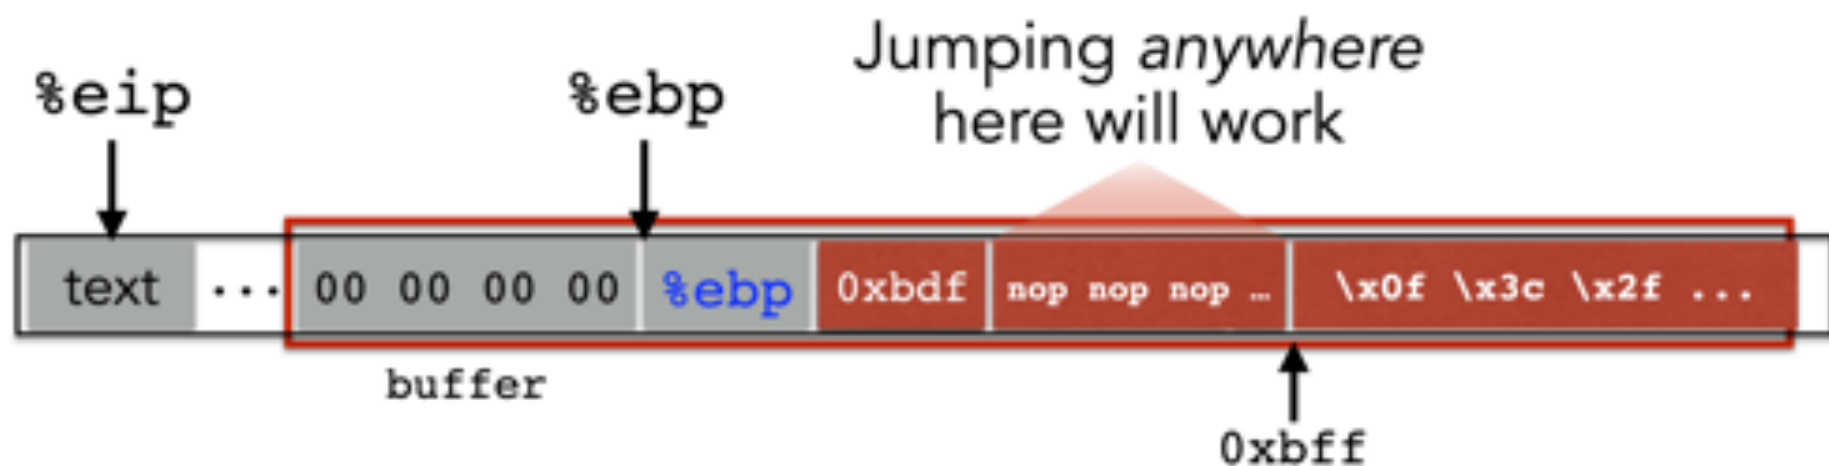 Jumping anywhere
here will work
%eip
%ebp
text ... 00 00 00 00 %ebp 0xbdf nop nop nop … \x0f \x3c \x2f ...
buffer
0xbff